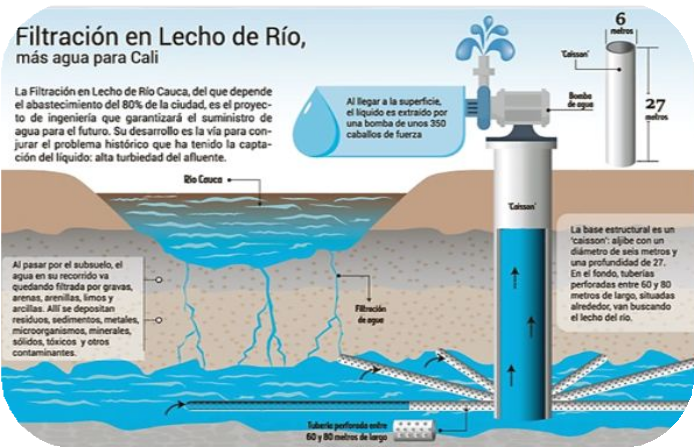 Filtración en Lecho de Río,
más agua para Cali
La Filtración en Lecho de Río Cauca, del que depende
el abastecimiento del 80% de la ciudad, es el proyec-
to de ingeniería que garantizará el suministro de
agua para el futuro. Su desarrollo es la vía para con-
jurar el problema histórico que ha tenido la capta-
ción del líquido: alta turbiedad del afluente.
Al llegar a la superficie,
el líquido es extraido por
una bomba de unos 350
caballos de fuerza
Bomba
de agua
6
metros
'Caisson'
27
metros
Río Cauca
'Caisson'
La base estructural es un
'caisson': aljibe con un
diámetro de seis metros y
una profundidad de 27.
En el fondo, tuberías
perforadas entre 60 y 80
metros de largo, situadas
alrededor, van buscando
el lecho del río.
Al pasar por el subsuelo, el
agua en su recorrido va
quedando filtrada por gravas,
arenas, arenillas, limos y
arcillas. Allí se depositan
residuos, sedimentos, metales,
microorganismos, minerales,
sólidos, tóxicos y otros
contaminantes.
Filtración
de agua
Tubería perforada entre
60 y 80 metros de largo